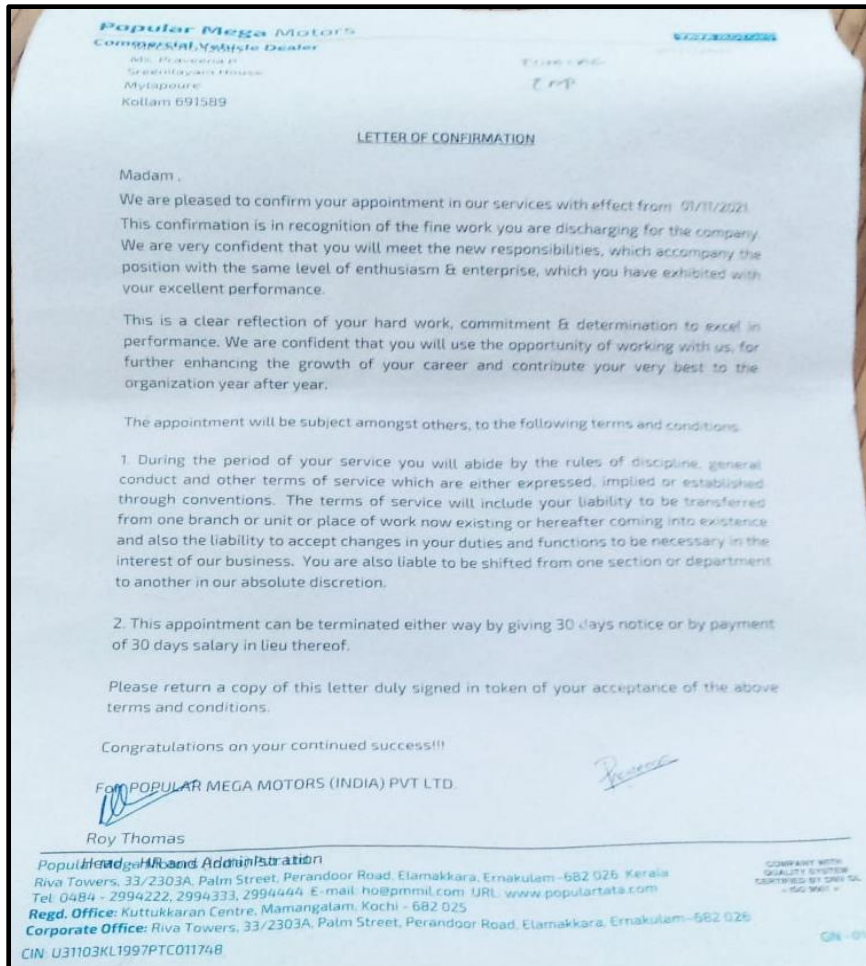 Popular Mega Motors
Commercial Vehicle Dealer
Ms. Praveena P
Sreenilayam House
Mylapoure
Kollam 691589
LETTER OF CONFIRMATION
Madam .
We are pleased to confirm your appointment in our services with effect from 01/11/2021
This confirmation is in recognition of the fine work you are discharging for the company.
We are very confident that you will meet the new responsibilities, which accompany the
position with the same level of enthusiasm & enterprise, which you have exhibited with
your excellent performance.
This is a clear reflection of your hard work, commitment & determination to excel in
performance. We are confident that you will use the opportunity of working with us, for
further enhancing the growth of your career and contribute your very best to the
organization year after year.
The appointment will be subject amongst others, to the following terms and conditions
1. During the period of your service you will abide by the rules of discipline, general
conduct and other terms of service which are either expressed, implied or established
through conventions. The terms of service will include your liability to be transferred
from one branch or unit or place of work now existing or hereafter coming into existence
and also the liability to accept changes in your duties and functions to be necessary in the
interest of our business. You are also liable to be shifted from one section or department
to another in our absolute discretion.
2. This appointment can be terminated either way by giving 30 days notice or by payment
of 30 days salary in lieu thereof.
Please return a copy of this letter duly signed in token of your acceptance of the above
terms and conditions.
Congratulations on your continued success!!!
For POPULAR MEGA MOTORS (INDIA) PVT LTD.
Roy Thomas
Head - HR and Administration
Riva Towers, 33/2303A, Palm Street, Perandoor Road, Elamakkara, Ernakulam-682 026 Kerala
Tel: 0484 - 2994222, 2994333, 2994444 E-mail: ho@pmmil.com URL: www.populartata.com
Regd. Office: Kuttukkaran Centre, Mamangalam, Kochi - 682 025
Corporate Office: Riva Towers, 33/2303A, Palm Street, Perandoor Road, Elamakkara, Ernakulam-682 026
CIN: U31103KL1997PTC011748
COMPANY WITH
QUALITY SYSTEM
CERTIFIED BY DNV GL
= ISO 9001 =